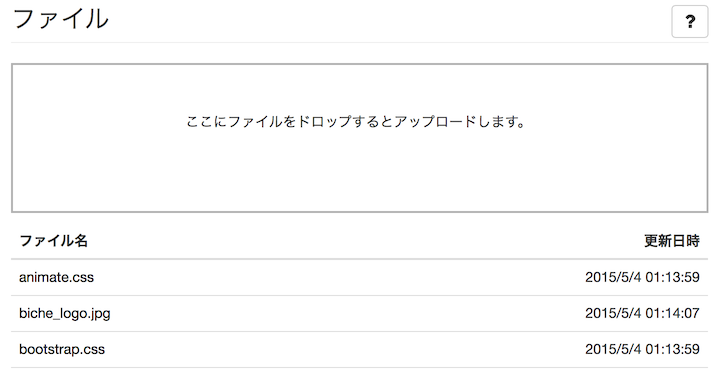 ファイル
?
ここにファイルをドロップするとアップロードします。
ファイル名 更新日時
animate.css 2015/5/4 01:13:59
biche_logo.jpg 2015/5/4 01:14:07
bootstrap.css 2015/5/4 01:13:59